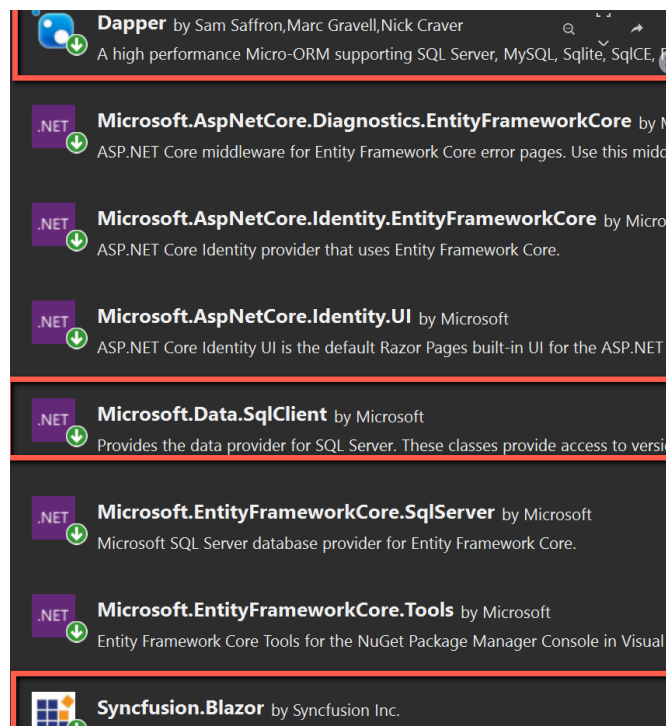 Dapper by Sam Saffron,Marc Gravell,Nick Craver
A high performance Micro-ORM supporting SQL Server, MySQL, Sqlite, SqlCE,
.NET
Microsoft.AspNetCore.Diagnostics.EntityFrameworkCore by
ASP.NET Core middleware for Entity Framework Core error pages. Use this
.NET
Microsoft.AspNetCore.Identity.EntityFrameworkCore by
ASP.NET Core Identity provider that uses Entity Framework Core.
.NET
Microsoft.AspNetCore.Identity.UI by Microsoft
ASP.NET Core Identity UI is the default Razor Pages built-in UI for the ASP.NET
.NET
Microsoft.Data.SqlClient by Microsoft
Provides the data provider for SQL Server. These classes provide access to
.NET
Microsoft.EntityFrameworkCore.SqlServer by Microsoft
Microsoft SQL Server database provider for Entity Framework Core.
.NET
Microsoft.EntityFrameworkCore.Tools by Microsoft
Entity Framework Core Tools for the NuGet Package Manager Console in Visual
Syncfusion.Blazor by Syncfusion Inc.